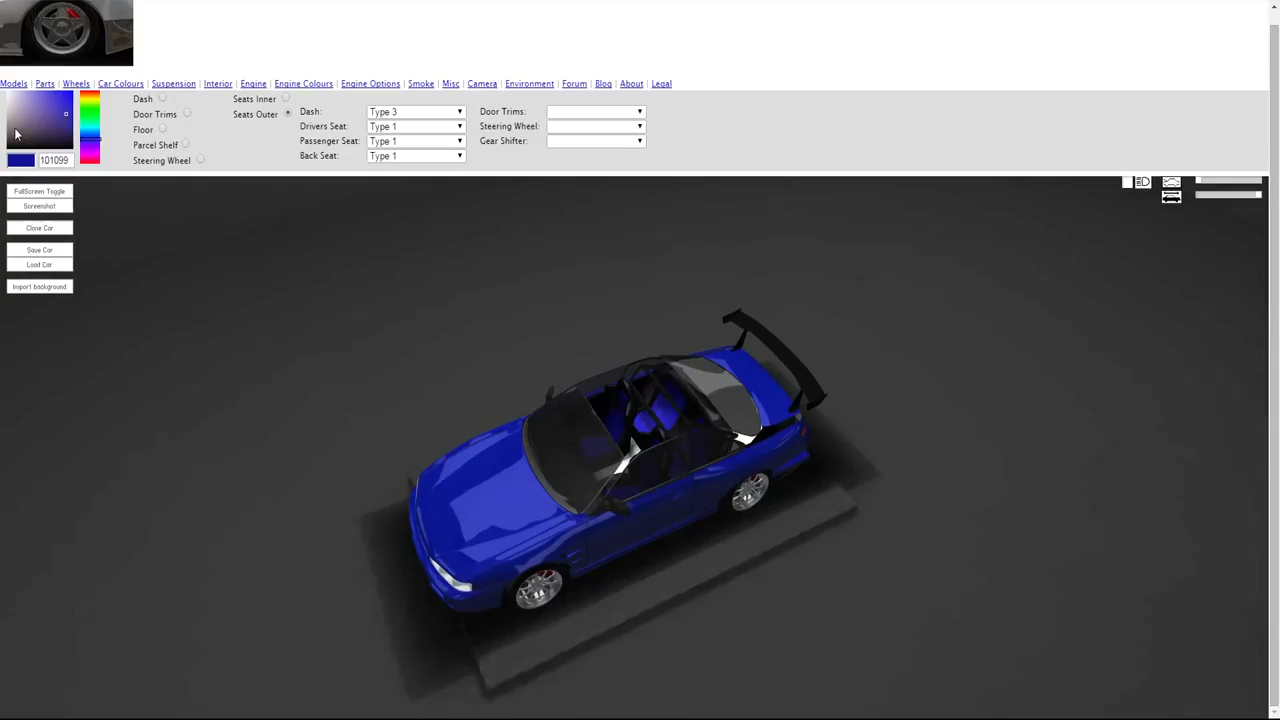 Models | Parts | Wheels | Car Colours | Suspension | Interior | Engine | Engine Colours | Engine Options | Smoke | Misc | Camera | Environment | Forum | Blog | About | Legal
Dash
Door Trims
Floor
Parcel Shelf
Steering Wheel
Seats Inner
Seats Outer
Dash: Type 3
Drivers Seat: Type 1
Passenger Seat: Type 1
Back Seat: Type 1
Door Trims:
Steering Wheel:
Gear Shifter:
101099
FullScreen Toggle
Screenshot
Clone Car
Save Car
Load Car
Import background